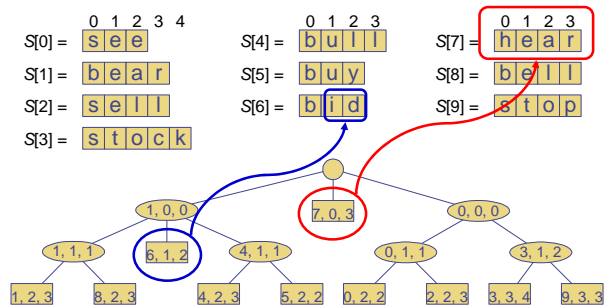 0 1 2 3 4
S[0] = s e e
S[1] = b e a r
S[2] = s e l l
S[3] = s t o c k
0 1 2 3
S[4] = b u l l
S[5] = b u y
S[6] = b i d
0 1 2 3
S[7] = h e a r
S[8] = b e l l
S[9] = s t o p
1, 0, 0
7, 0, 3
0, 0, 0
1, 1, 1
6, 1, 2
4, 1, 1
0, 1, 1
3, 1, 2
1, 2, 3
8, 2, 3
4, 2, 3
5, 2, 2
0, 2, 2
2, 2, 3
3, 3, 4
9, 3, 3